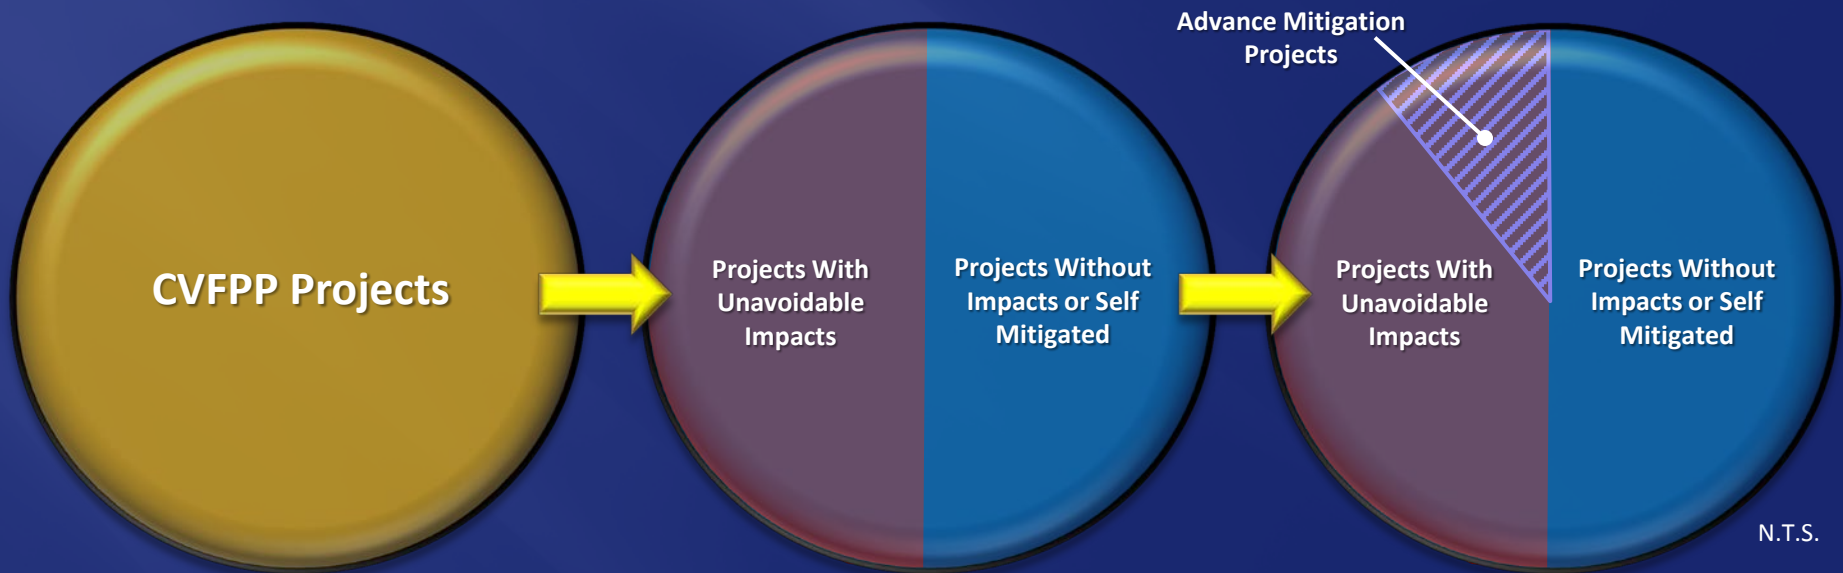 Advance Mitigation
Projects
CVFPP Projects
Projects With
Unavoidable
Impacts
Projects Without
Impacts or Self
Mitigated
Projects With
Unavoidable
Impacts
Projects Without
Impacts or Self
Mitigated
N.T.S.